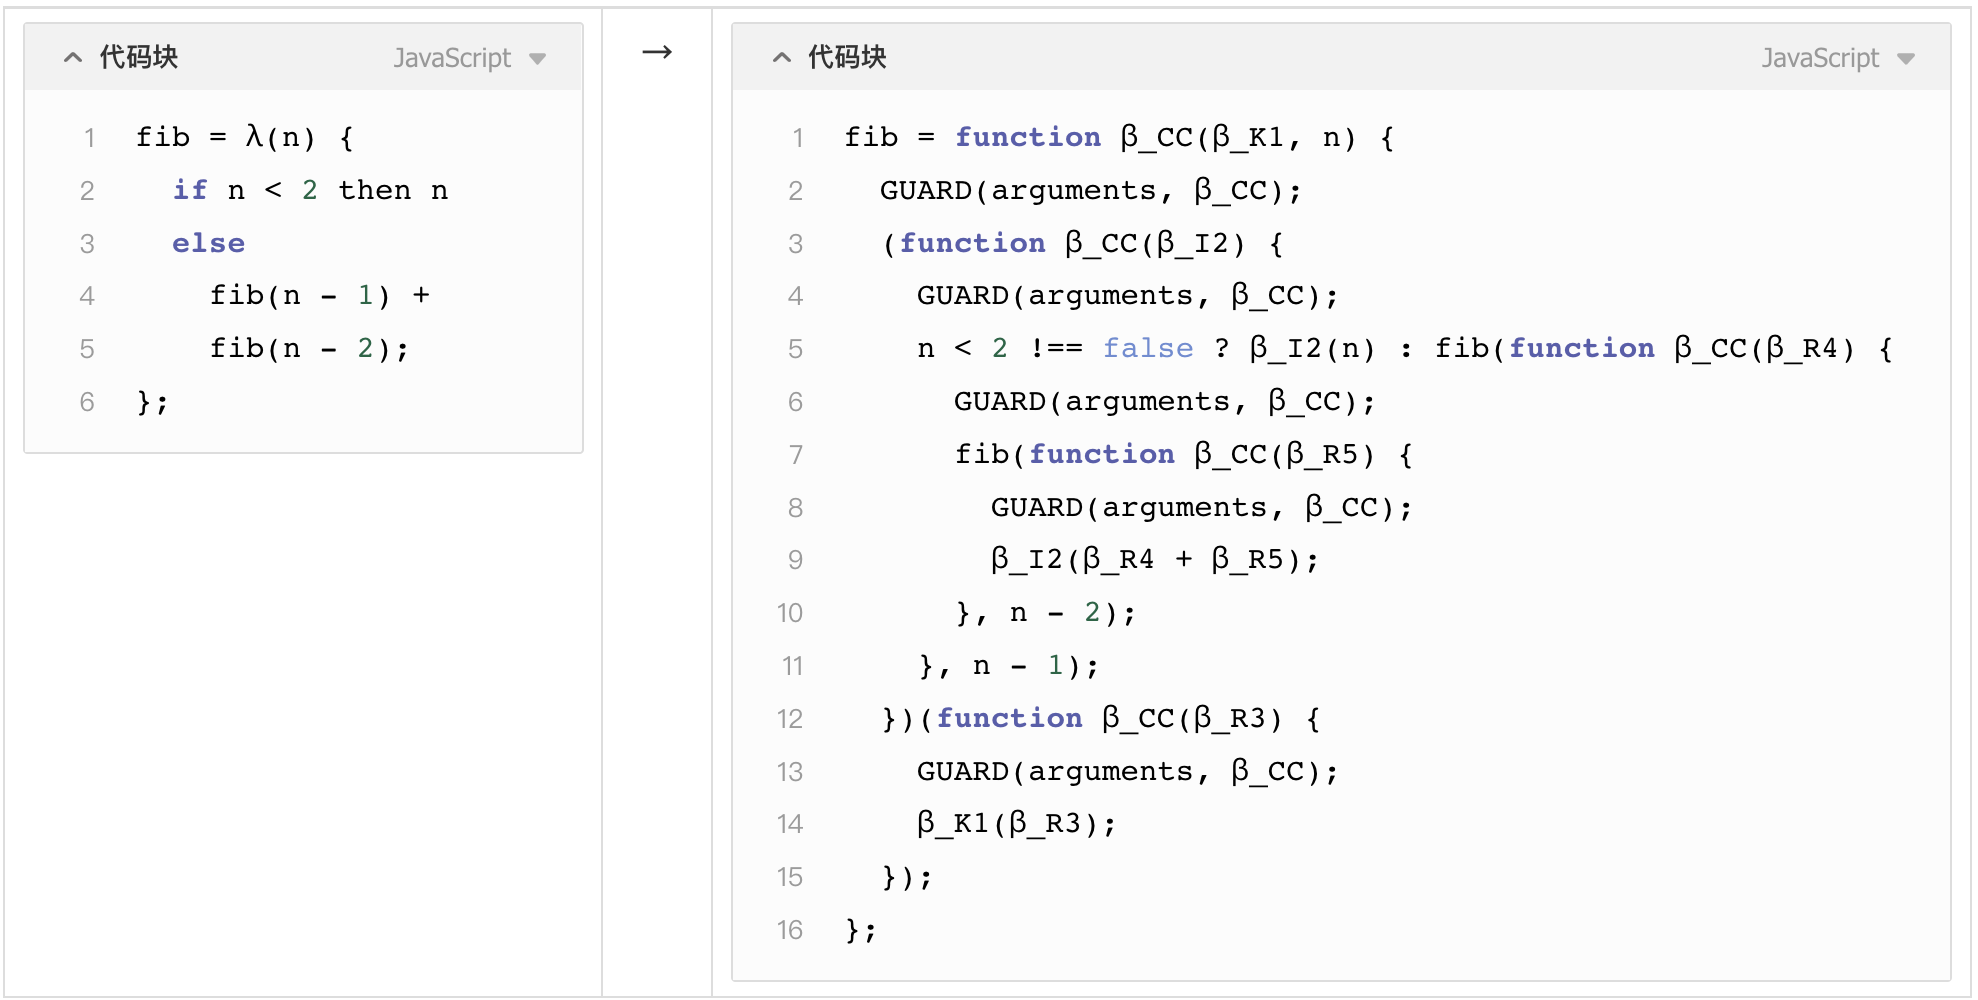 代码块 JavaScript
1 fib = λ(n) {
2   if n < 2 then n
3   else
4     fib(n - 1) +
5     fib(n - 2);
6 };
→
代码块 JavaScript
1 fib = function β_CC(β_K1, n) {
2   GUARD(arguments, β_CC);
3   (function β_CC(β_I2) {
4     GUARD(arguments, β_CC);
5     n < 2 !== false ? β_I2(n) : fib(function β_CC(β_R4) {
6       GUARD(arguments, β_CC);
7       fib(function β_CC(β_R5) {
8         GUARD(arguments, β_CC);
9         β_I2(β_R4 + β_R5);
10       }, n - 2);
11     }, n - 1);
12   })(function β_CC(β_R3) {
13     GUARD(arguments, β_CC);
14     β_K1(β_R3);
15   });
16 };